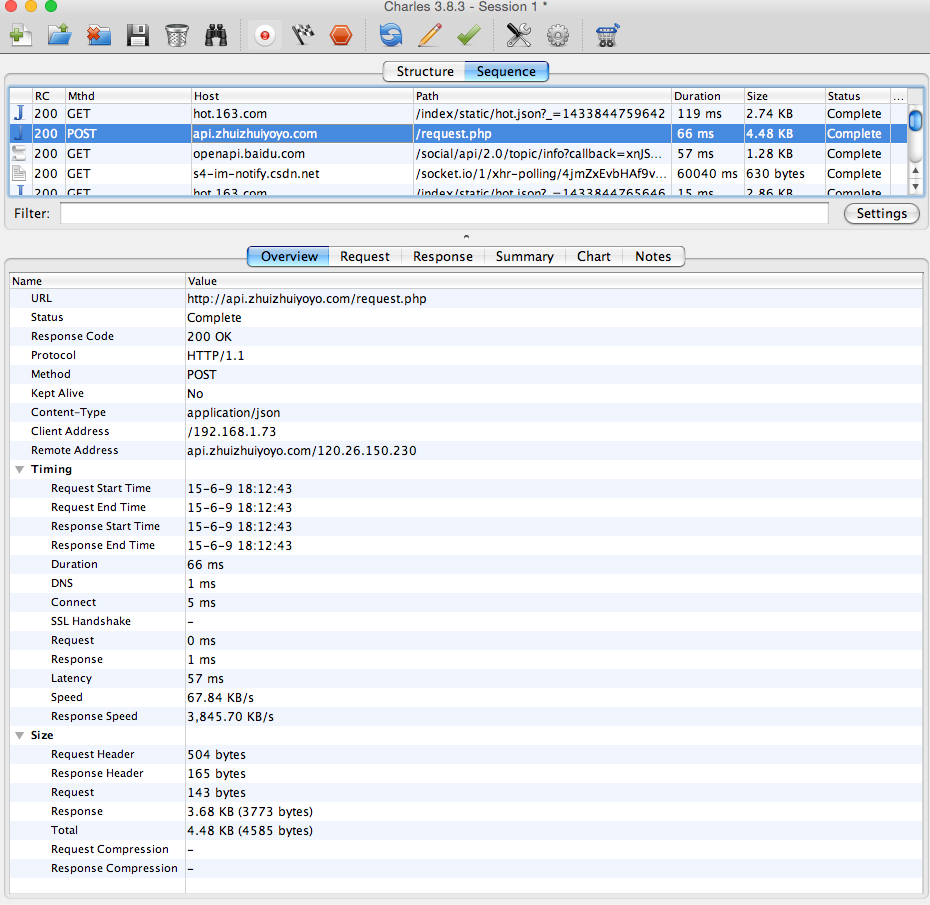 Charles 3.8.3 - Session 1 *
Structure Sequence
RC Mthd Host Path Duration Size Status ...
200 GET hot.163.com /index/static/hot.json?_=1433844759642 119 ms 2.74 KB Complete
200 POST api.zhuizhuiyoyo.com /request.php 66 ms 4.48 KB Complete
200 GET openapi.baidu.com /social/api/2.0/topic/info?callback=xnJS... 57 ms 1.28 KB Complete
200 GET s4-im-notify.csdn.net /socket.io/1/xhr-polling/4jmZxEvbHAf9v... 60040 ms 630 bytes Complete
200 GET hot.163.com /index/static/hot.json?_=1433844765646 15 ms 2.86 KB Complete
Filter: Settings
Overview Request Response Summary Chart Notes
Name Value
URL http://api.zhuizhuiyoyo.com/request.php
Status Complete
Response Code 200 OK
Protocol HTTP/1.1
Method POST
Kept Alive No
Content-Type application/json
Client Address /192.168.1.73
Remote Address api.zhuizhuiyoyo.com/120.26.150.230
Timing
Request Start Time 15-6-9 18:12:43
Request End Time 15-6-9 18:12:43
Response Start Time 15-6-9 18:12:43
Response End Time 15-6-9 18:12:43
Duration 66 ms
DNS 1 ms
Connect 5 ms
SSL Handshake -
Request 0 ms
Response 1 ms
Latency 57 ms
Speed 67.84 KB/s
Response Speed 3,845.70 KB/s
Size
Request Header 504 bytes
Response Header 165 bytes
Request 143 bytes
Response 3.68 KB (3773 bytes)
Total 4.48 KB (4585 bytes)
Request Compression -
Response Compression -